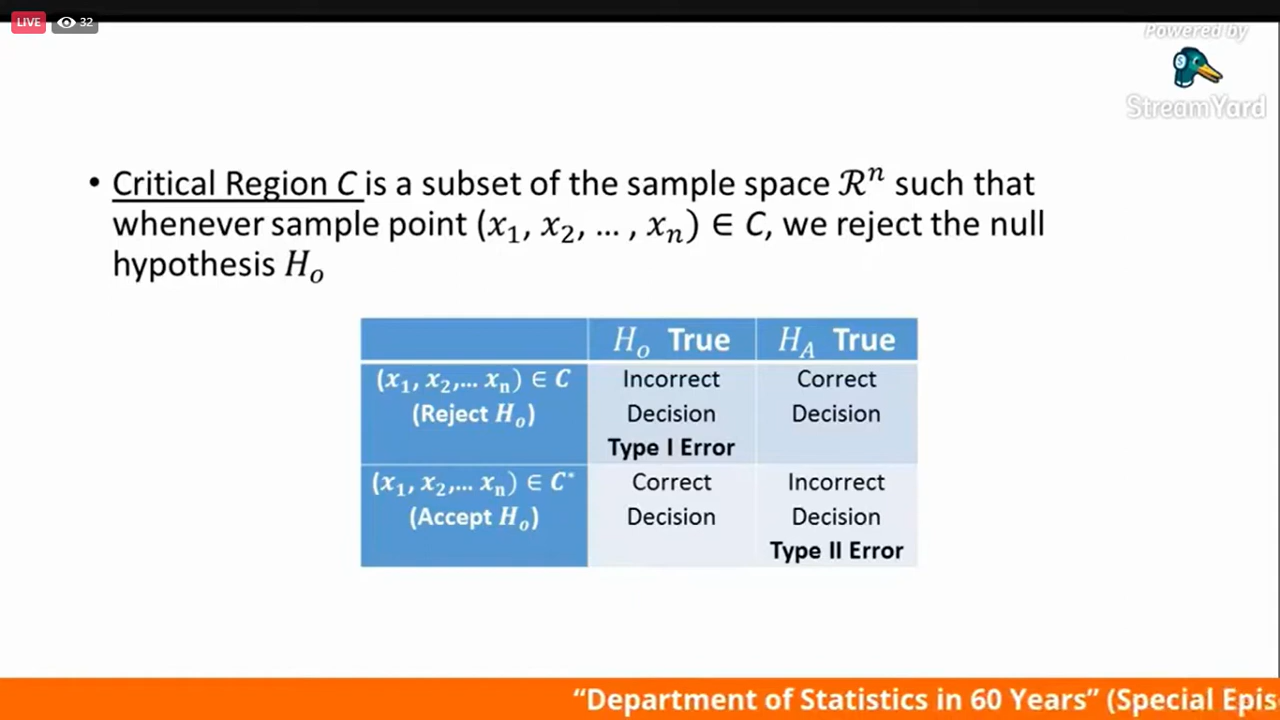 LIVE 32
Powered by
StreamYard
• Critical Region C is a subset of the sample space ℛⁿ such that
whenever sample point (x₁, x₂, … , xₙ) ∈ C, we reject the null
hypothesis Hₒ
Hₒ True H_A True
(x₁, x₂,… xₙ) ∈ C
(Reject Hₒ)
Incorrect
Decision
Type I Error
Correct
Decision
(x₁, x₂,… xₙ) ∈ C*
(Accept Hₒ)
Correct
Decision
Incorrect
Decision
Type II Error
“Department of Statistics in 60 Years” (Special Epis